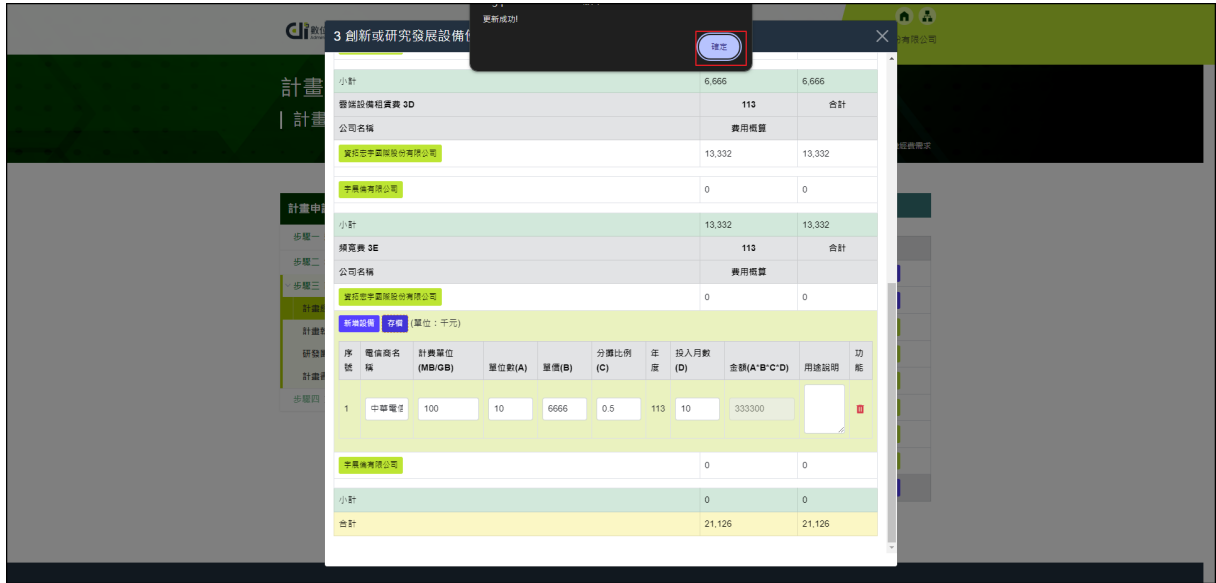 更新成功!
確定
3 創新或研究發展設備使
有限公司
計畫
計畫
經費需求
小計 6,666 6,666
雲端設備租賃費 3D 113 合計
公司名稱 費用概算
資拓宏宇國際股份有限公司 13,332 13,332
宇晨倫有限公司 0 0
小計 13,332 13,332
頻寬費 3E 113 合計
公司名稱 費用概算
資拓宏宇國際股份有限公司 0 0
新增設備 存檔 (單位：千元)
序號 電信商名稱 計費單位(MB/GB) 單位數(A) 單價(B) 分攤比例(C) 年度 投入月數(D) 金額(A*B*C*D) 用途說明 功能
1 中華電信 100 10 6666 0.5 113 10 333300
0 0
小計 0 0
合計 21,126 21,126
計畫申請
步驟一
步驟二
步驟三
計畫
計畫
研發
計畫
步驟四